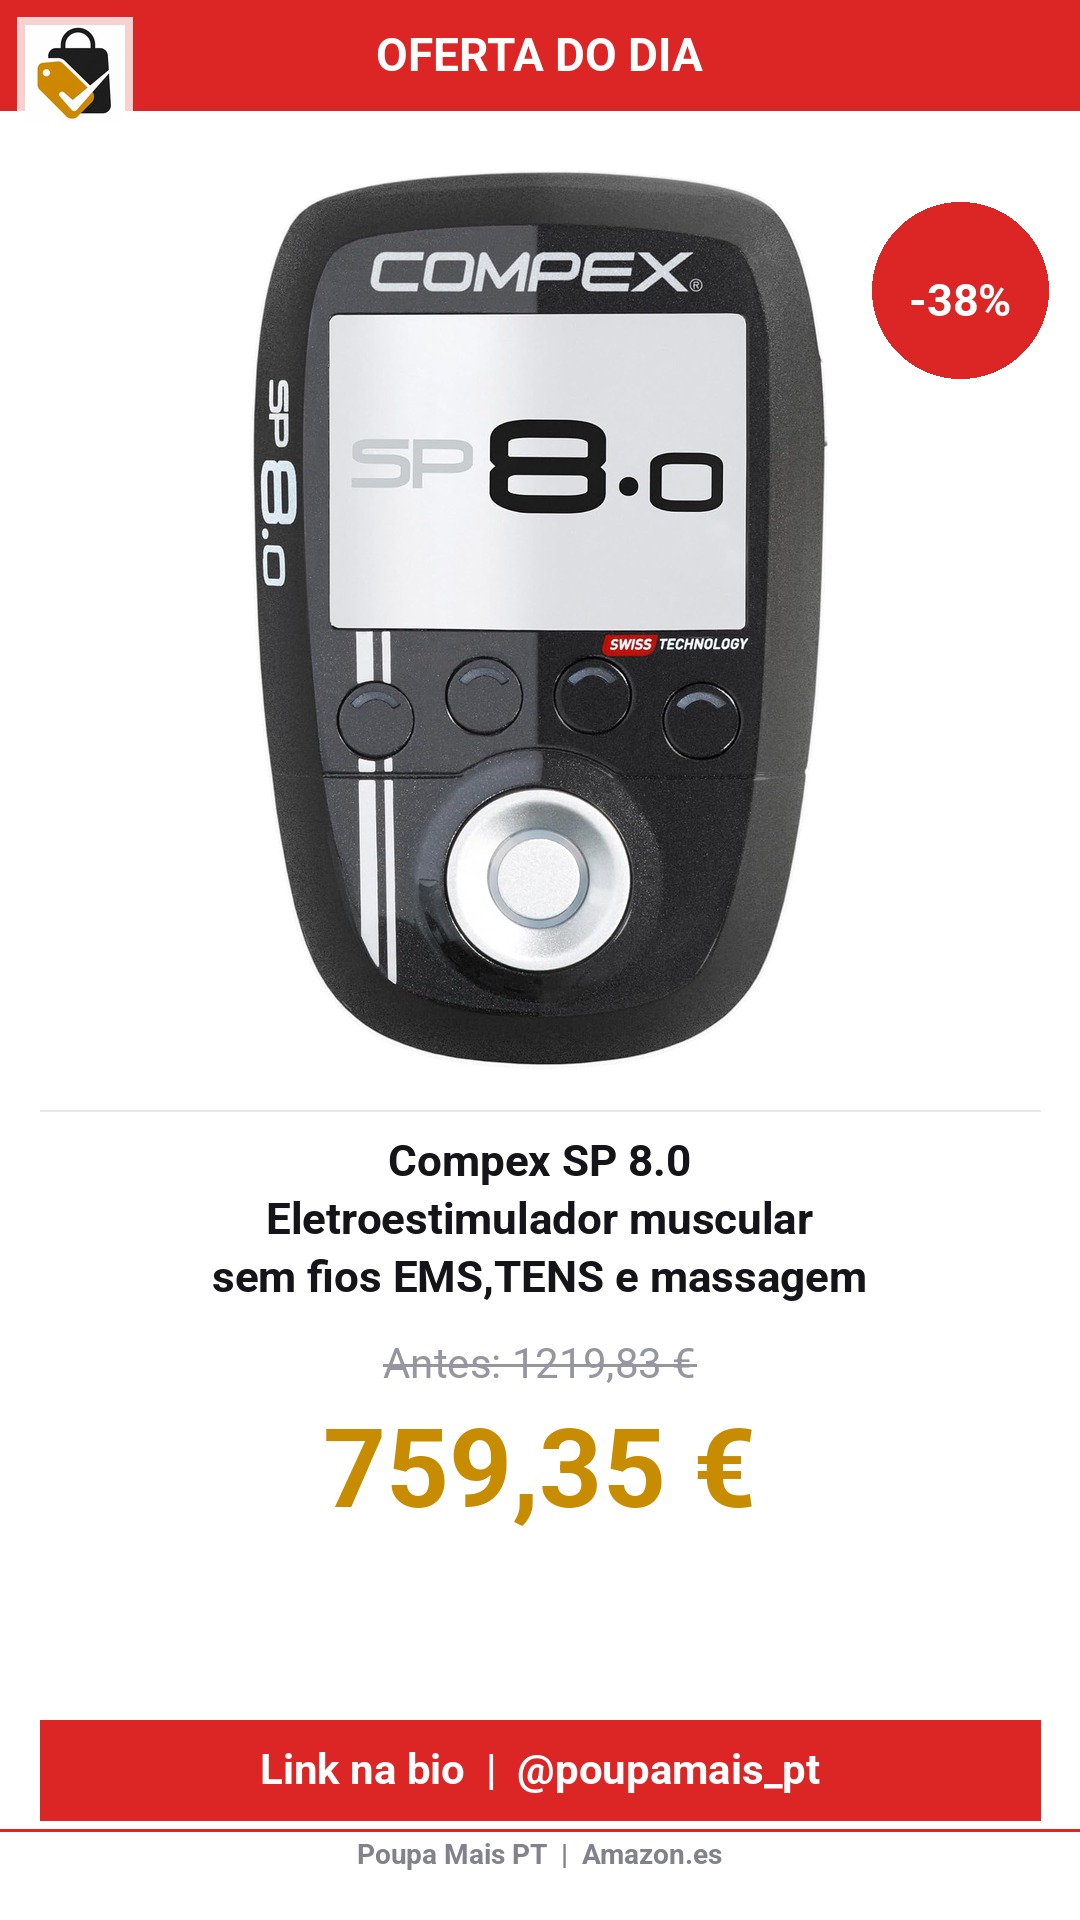 OFERTA DO DIA
COMPEX®
-38%
SP 8.0
SP 8.0
SWISS TECHNOLOGY
Compex SP 8.0
Eletroestimulador muscular
sem fios EMS,TENS e massagem
Antes: 1219,83 €
759,35 €
Link na bio | @poupamais_pt
Poupa Mais PT | Amazon.es